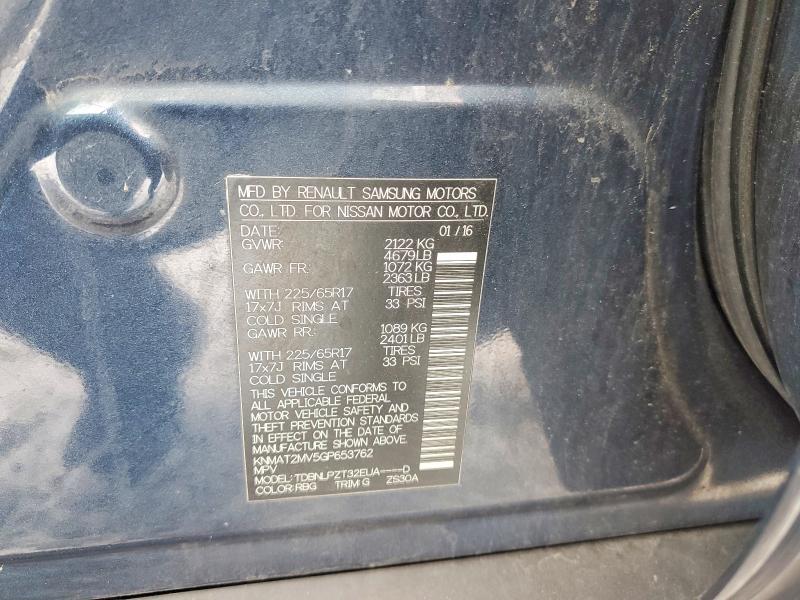 MFD BY RENAULT SAMSUNG MOTORS
CO., LTD. FOR NISSAN MOTOR CO., LTD.
DATE: 01/16
GVWR: 2122 KG
4679LB
GAWR FR: 1072 KG
2363LB
WITH 225/65R17 TIRES
17x7J RIMS AT 33 PSI
COLD SINGLE
GAWR RR: 1089 KG
2401LB
WITH 225/65R17 TIRES
17x7J RIMS AT 33 PSI
COLD SINGLE
THIS VEHICLE CONFORMS TO
ALL APPLICABLE FEDERAL
MOTOR VEHICLE SAFETY AND
THEFT PREVENTION STANDARDS
IN EFFECT ON THE DATE OF
MANUFACTURE SHOWN ABOVE.
KNMAT2MV5GP653762
MPV
MODEL: TDBNLPZT32EUA----D
COLOR: RBG TRIM: G ZS30A